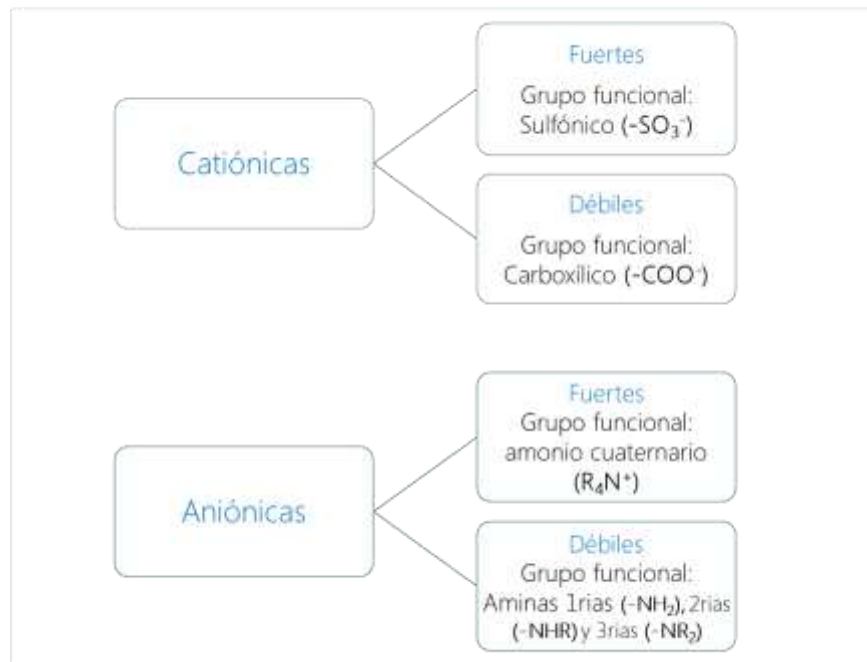 Catiónicas
Fuertes
Grupo funcional:
Sulfónico (-SO₃⁻)
Débiles
Grupo funcional:
Carboxílico (-COO⁻)
Aniónicas
Fuertes
Grupo funcional:
amonio cuaternario
(R₄N⁺)
Débiles
Grupo funcional:
Aminas 1rias (-NH₂), 2rias
(-NHR) y 3rias (-NR₂)